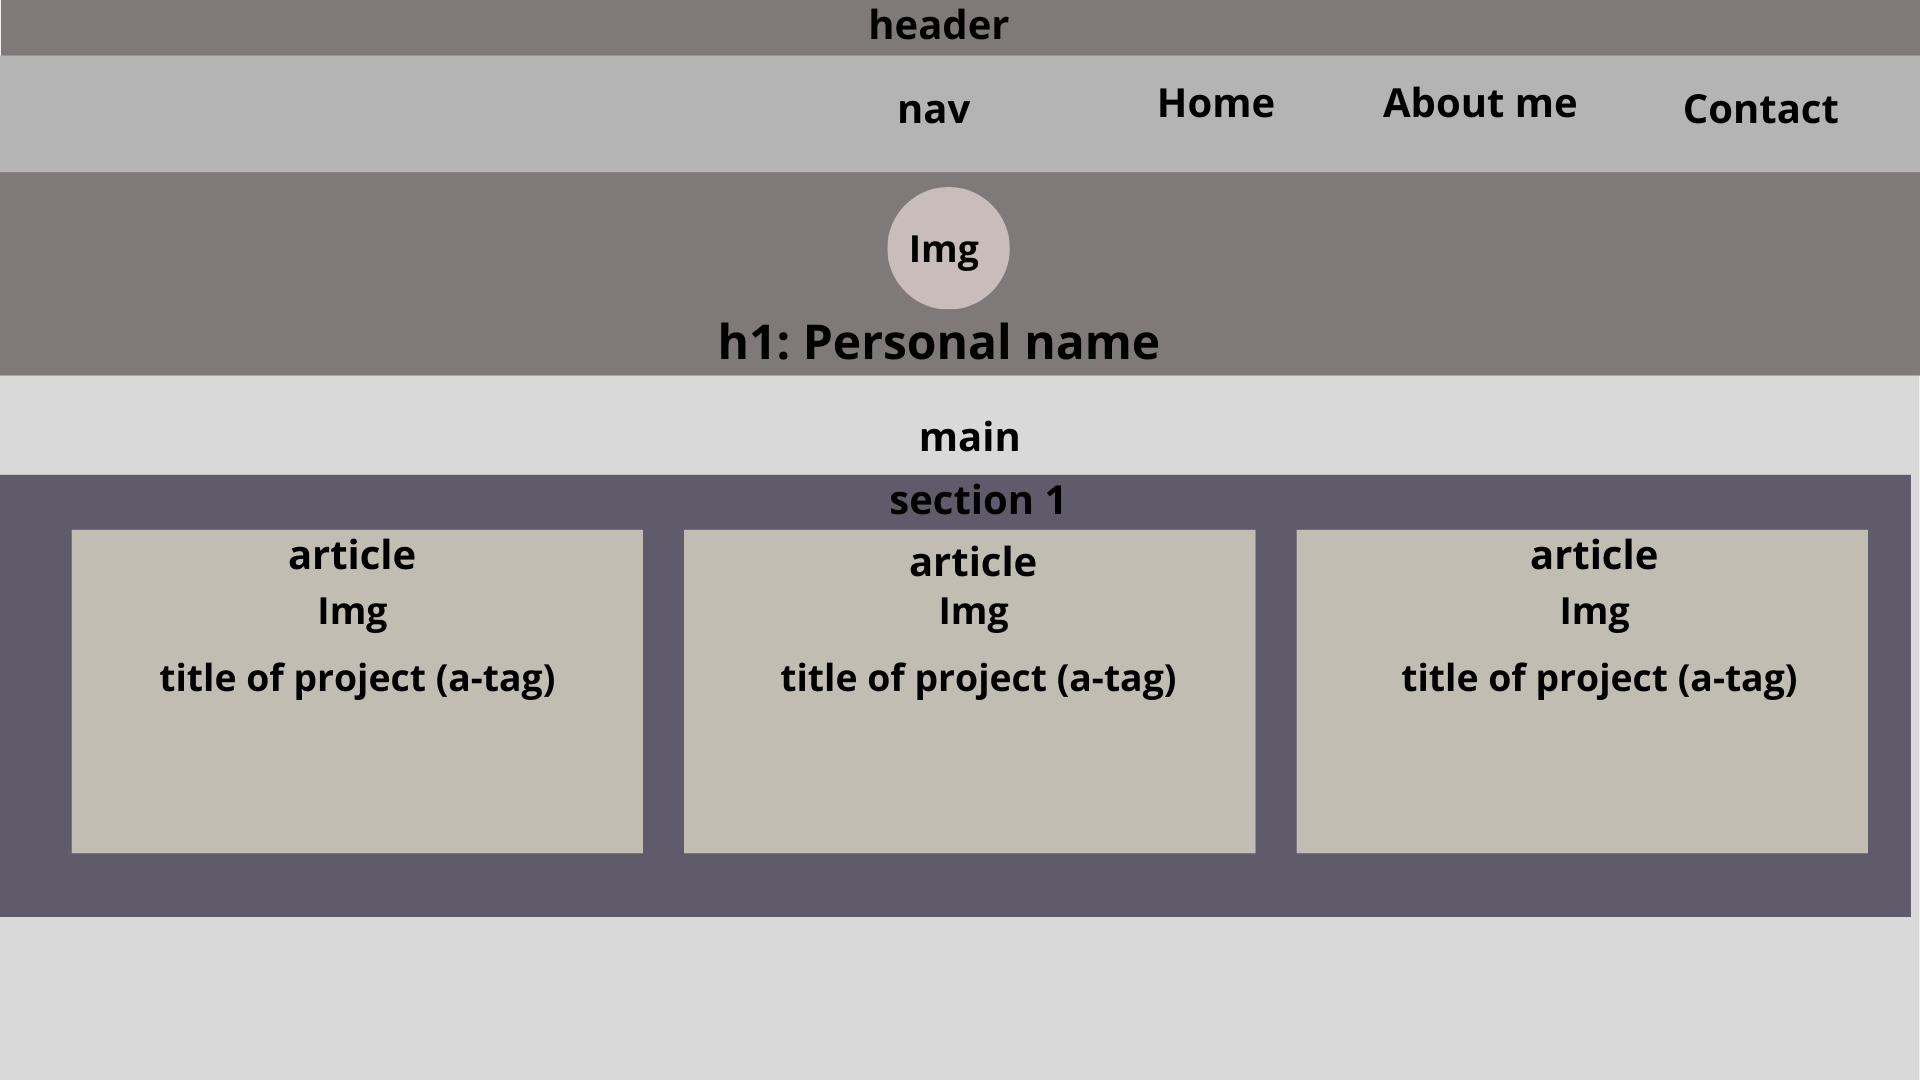 header
nav
Home
About me
Contact
Img
h1: Personal name
main
section 1
article
Img
title of project (a-tag)
article
Img
title of project (a-tag)
article
Img
title of project (a-tag)